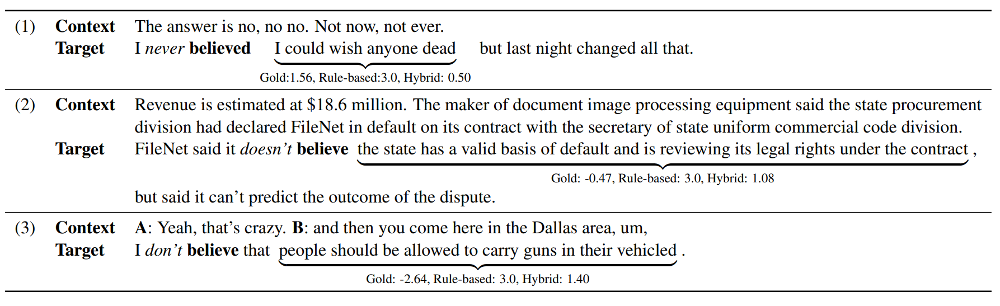 (1) Context The answer is no, no no. Not now, not ever.
Target I never believed I could wish anyone dead but last night changed all that.
Gold:1.56, Rule-based:3.0, Hybrid: 0.50
(2) Context Revenue is estimated at $18.6 million. The maker of document image processing equipment said the state procurement
division had declared FileNet in default on its contract with the secretary of state uniform commercial code division.
Target FileNet said it doesn't believe the state has a valid basis of default and is reviewing its legal rights under the contract ,
Gold: -0.47, Rule-based: 3.0, Hybrid: 1.08
but said it can't predict the outcome of the dispute.
(3) Context A: Yeah, that's crazy. B: and then you come here in the Dallas area, um,
Target I don't believe that people should be allowed to carry guns in their vehicled .
Gold: -2.64, Rule-based: 3.0, Hybrid: 1.40